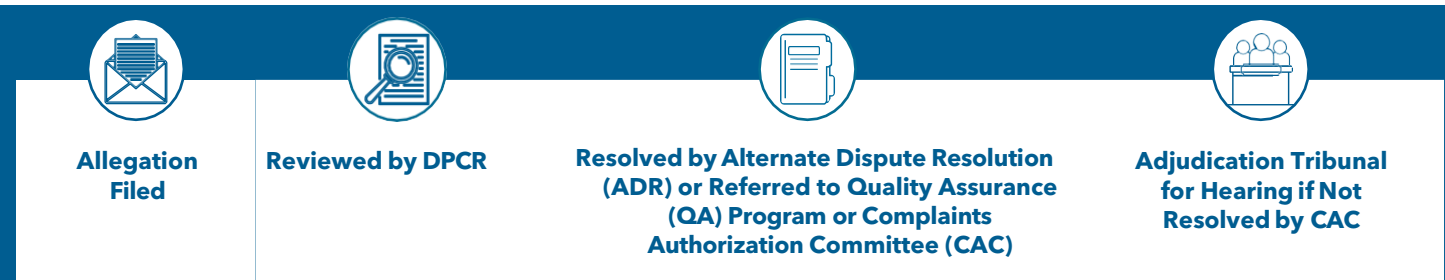 Allegation
Filed
Reviewed by DPCR
Resolved by Alternate Dispute Resolution
(ADR) or Referred to Quality Assurance
(QA) Program or Complaints
Authorization Committee (CAC)
Adjudication Tribunal
for Hearing if Not
Resolved by CAC